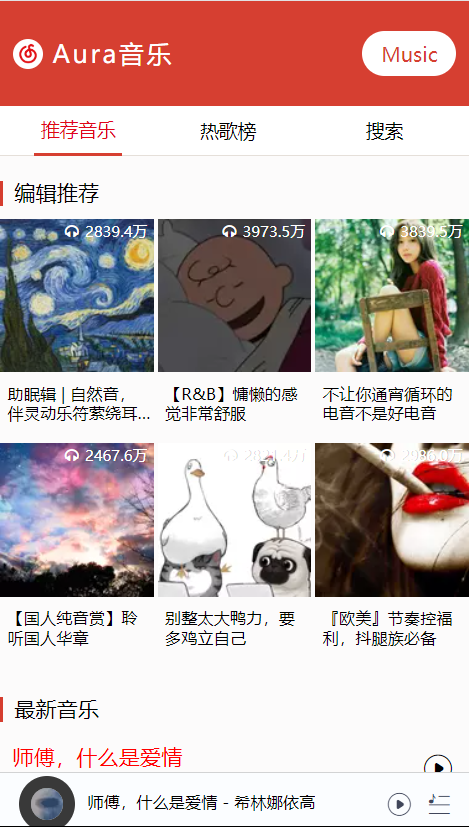 Aura音乐
Music
推荐音乐
热歌榜
搜索
编辑推荐
2839.4万
3973.5万
3839.5万
助眠辑 | 自然音，
伴灵动乐符萦绕耳...
【R&B】慵懒的感
觉非常舒服
不让你通宵循环的
电音不是好电音
2467.6万
【国人纯音赏】聆
听国人华章
别整太大鸭力，要
多鸡立自己
『欧美』节奏控福
利，抖腿族必备
最新音乐
师傅，什么是爱情
师傅，什么是爱情 - 希林娜依高